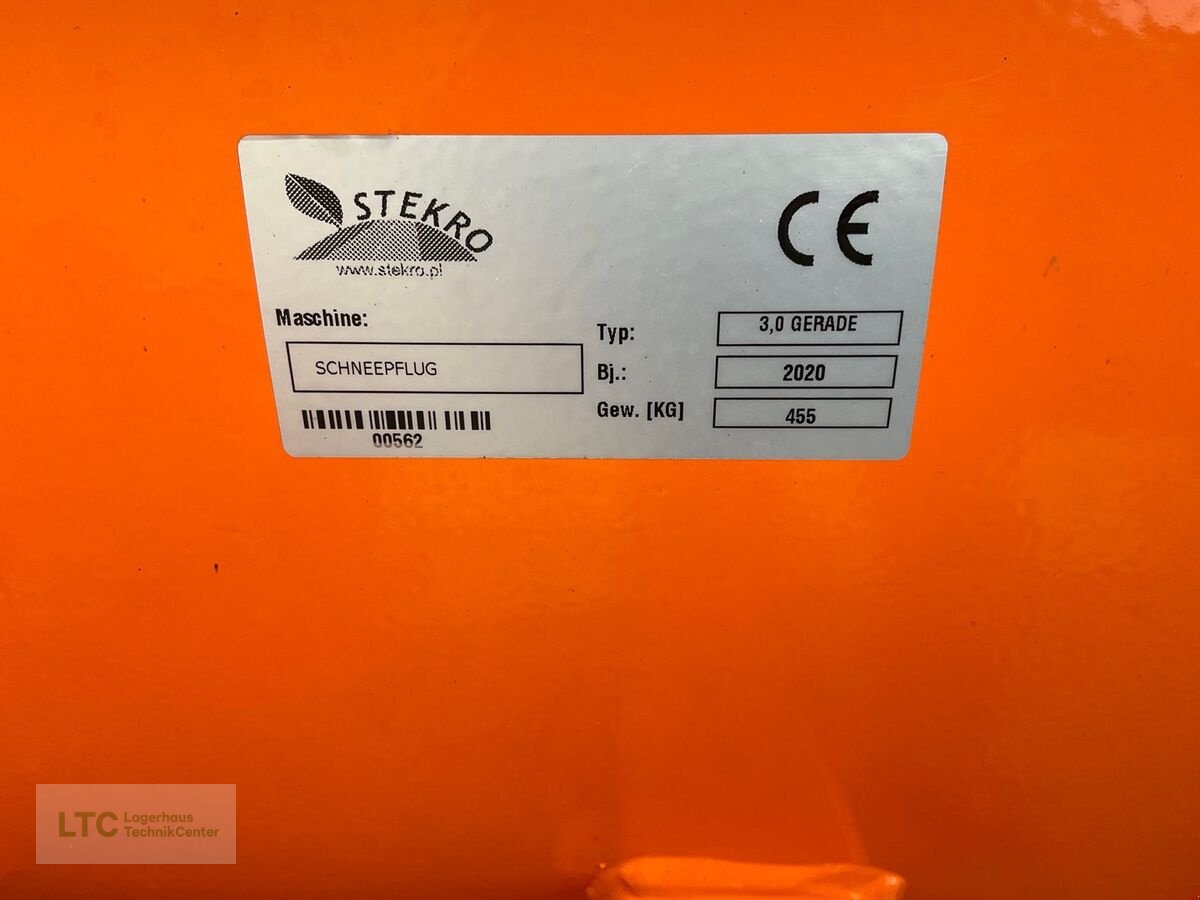 STEKRO
www.stekro.pl
CE
Maschine:
SCHNEEPFLUG
00562
Typ: 3,0 GERADE
Bj.: 2020
Gew. [KG] 455
LTC Lagerhaus
TechnikCenter